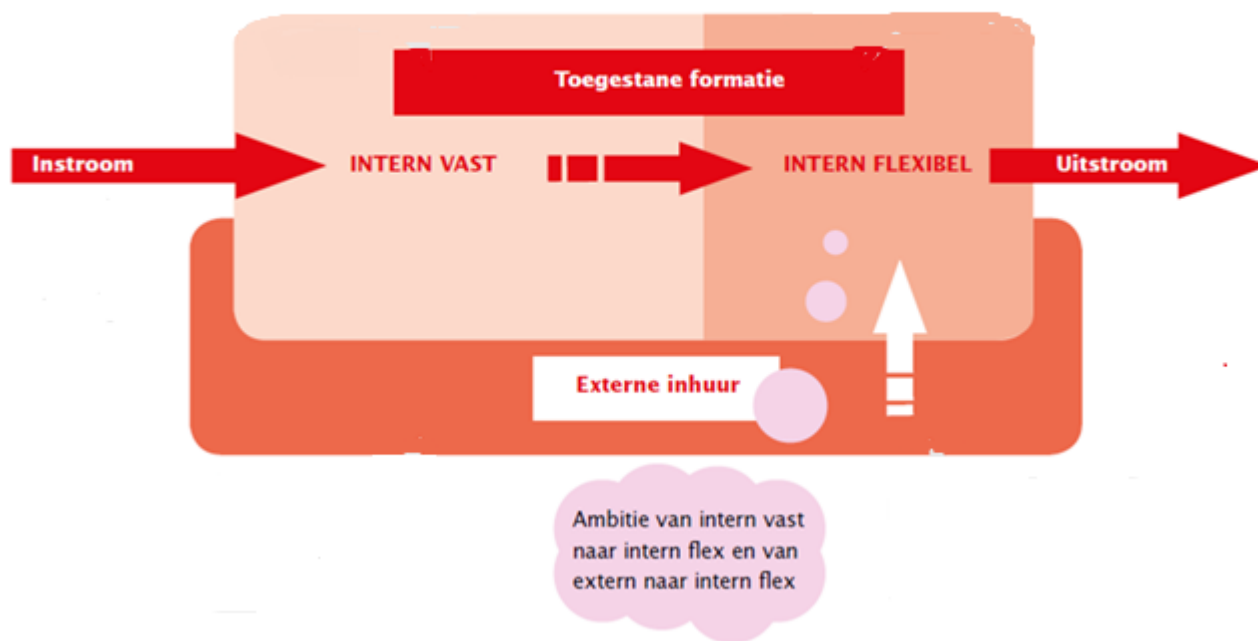 Toegestane formatie
Instroom
INTERN VAST
INTERN FLEXIBEL
Uitstroom
Externe inhuur
Ambitie van intern vast
naar intern flex en van
extern naar intern flex